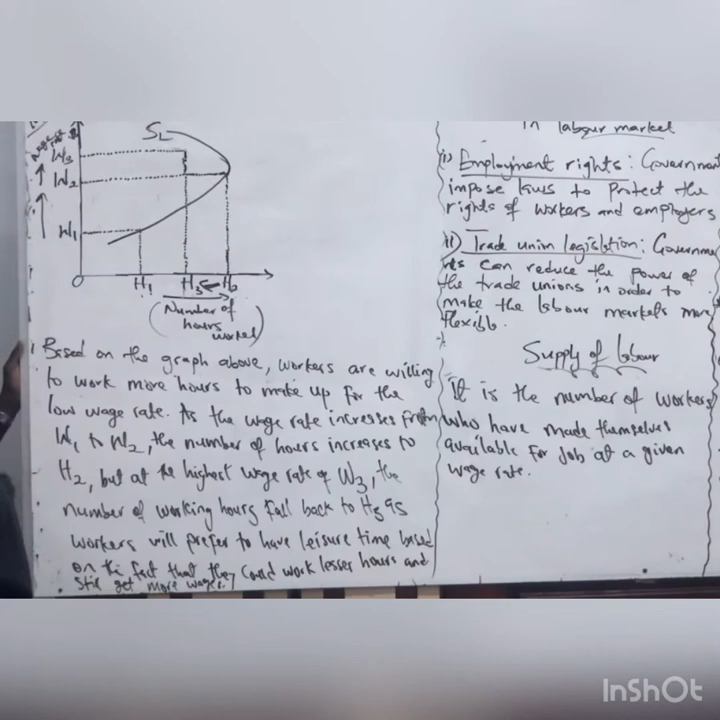 SL
W3
W2
W1
O H1 H3 H2
(Number of
hours
worked)
Based on the graph above, workers are willing
to work more hours to make up for the
low wage rate. As the wage rate increases from
W1 to W2, the number of hours increases to
H2, but at the highest wage rate of W3, the
number of working hours fall back to H3 as
workers will prefer to have leisure time based
on the fact that they could work lesser hours and
still get more wages.
in labour market
i) Employment rights: Government
impose laws to protect the
rights of workers and employers
ii) Trade union legislation: Governme
nts can reduce the power of
the trade unions in order to
make the labour markets more
flexible.
Supply of labour
It is the number of workers
who have made themselves
available for Job at a given
wage rate.
InShOt